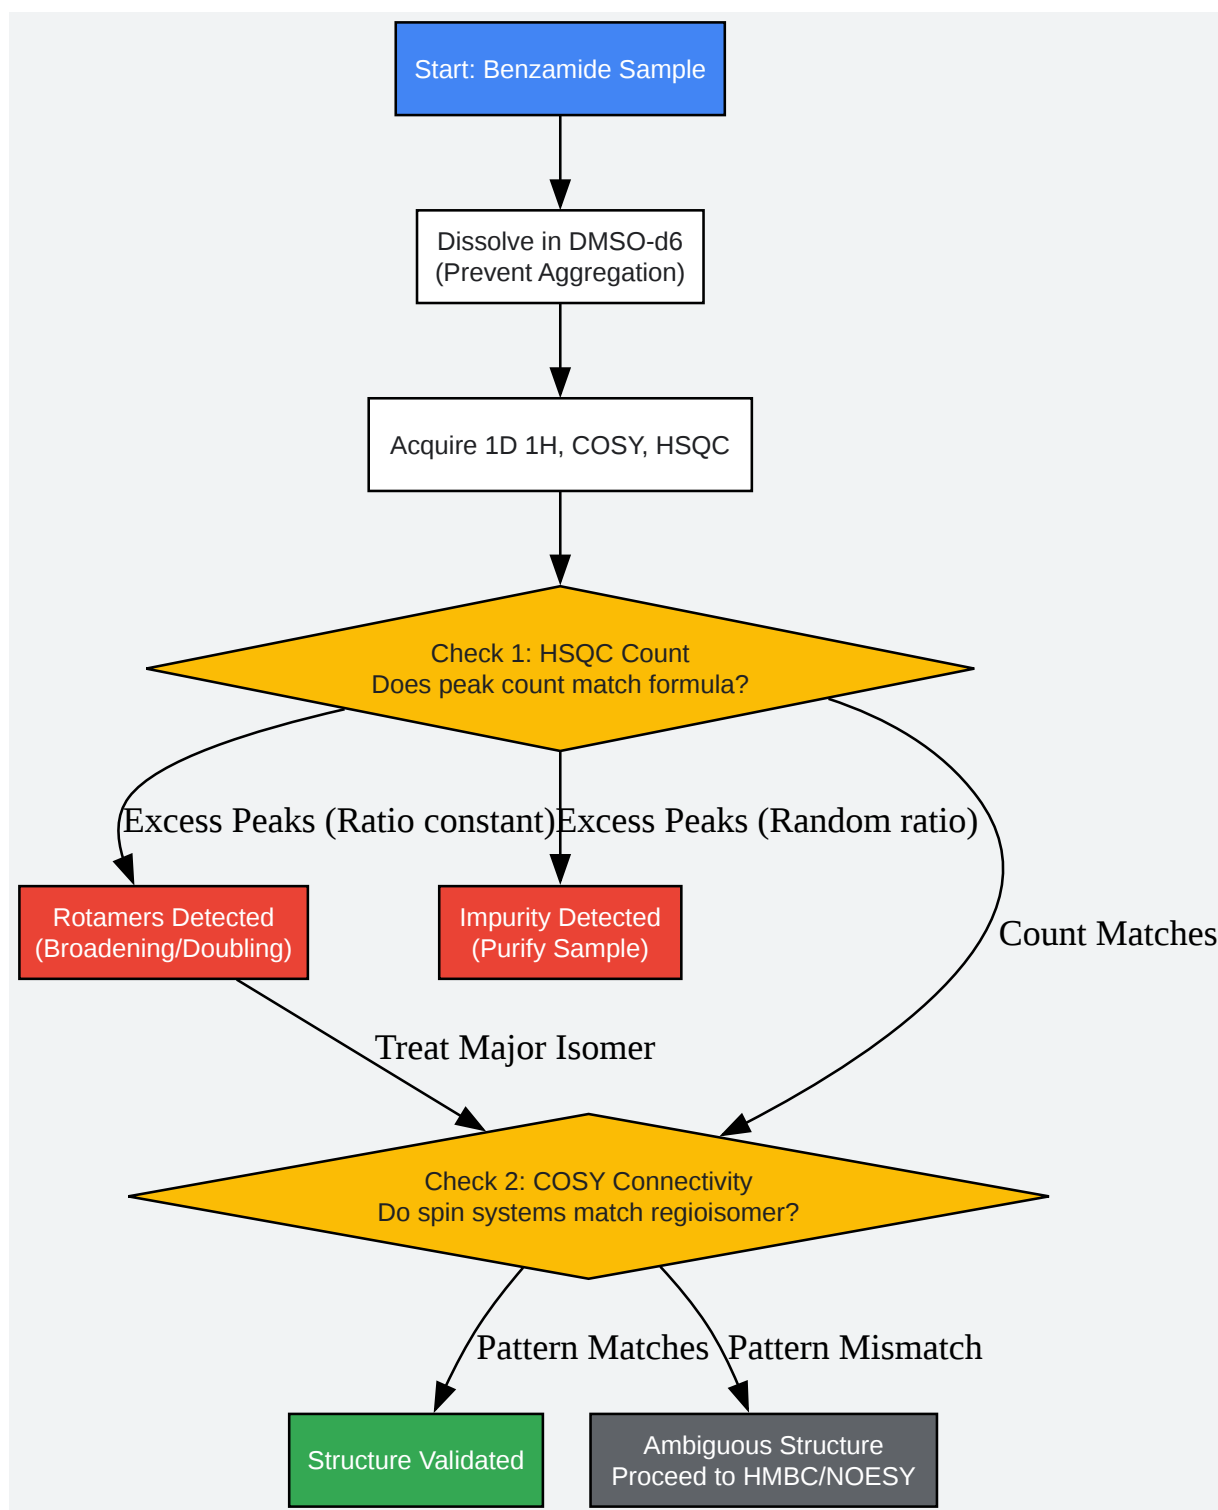 Start: Benzamide Sample
Dissolve in DMSO-d6
(Prevent Aggregation)
Acquire 1D 1H, COSY, HSQC
Check 1: HSQC Count
Does peak count match formula?
Excess Peaks (Ratio constant)
Excess Peaks (Random ratio)
Rotamers Detected
(Broadening/Doubling)
Impurity Detected
(Purify Sample)
Count Matches
Treat Major Isomer
Check 2: COSY Connectivity
Do spin systems match regioisomer?
Pattern Matches
Pattern Mismatch
Structure Validated
Ambiguous Structure
Proceed to HMBC/NOESY